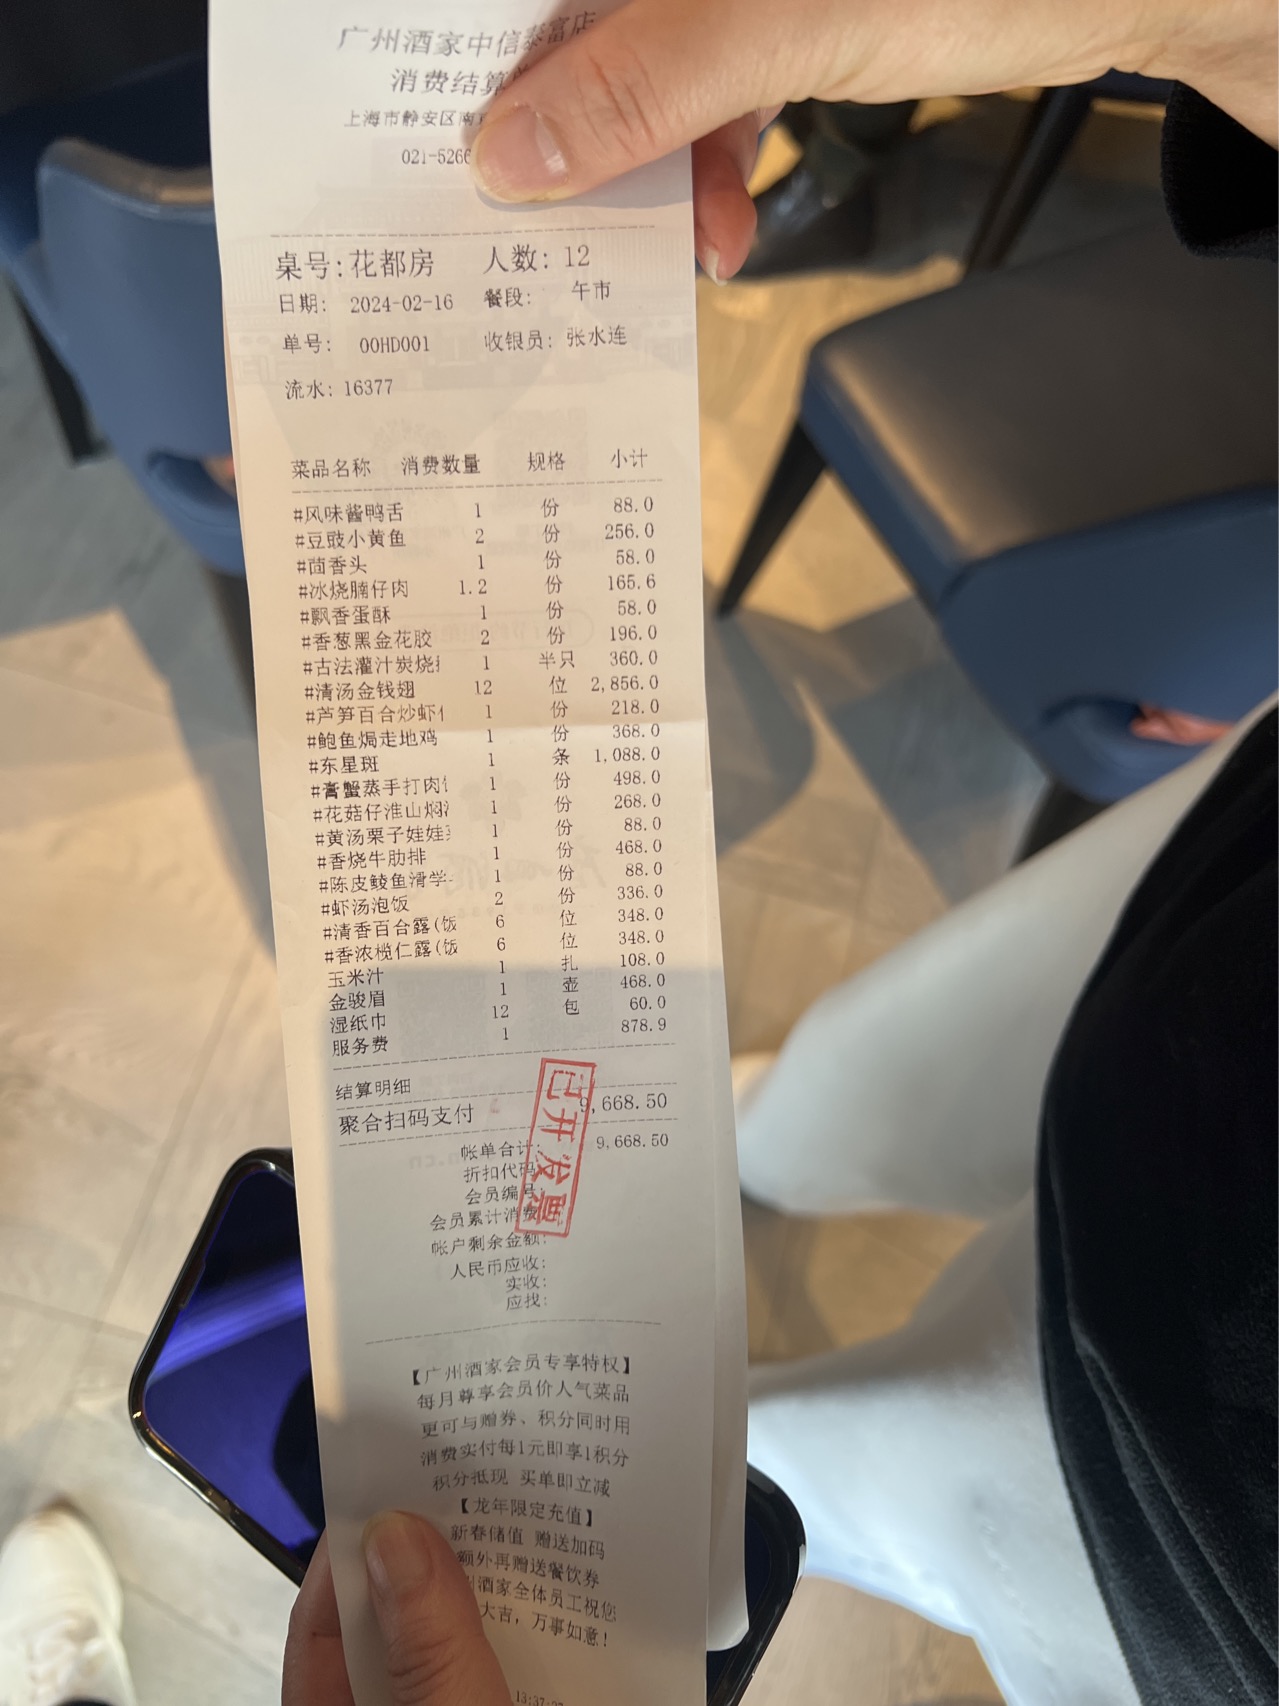 广州酒家中信泰富店
消费结算
上海市静安区南
021-5266
桌号:花都房 人数: 12
日期: 2024-02-16 餐段: 午市
单号: 00HD001 收银员: 张水连
流水: 16377
菜品名称 消费数量 规格 小计
#风味酱鸭舌 1 份 88.0
#豆豉小黄鱼 2 份 256.0
#茴香头 1 份 58.0
#冰烧腩仔肉 1.2 份 165.6
#飘香蛋酥 1 份 58.0
#香葱黑金花胶 2 份 196.0
#古法灌汁炭烧 1 半只 360.0
#清汤金钱翅 12 位 2,856.0
#芦笋百合炒虾 1 份 218.0
#鲍鱼焗走地鸡 1 份 368.0
#东星斑 1 条 1,088.0
#膏蟹蒸手打肉 1 份 498.0
#花菇仔淮山焖 1 份 268.0
#黄汤栗子娃娃 1 份 88.0
#香烧牛肋排 1 份 468.0
#陈皮鲮鱼滑 1 份 88.0
#虾汤泡饭 2 份 336.0
#清香百合露(饭 6 位 348.0
#香浓榄仁露(饭 6 位 348.0
玉米汁 1 扎 108.0
金骏眉 1 壶 468.0
湿纸巾 12 包 60.0
服务费 1 878.9
结算明细
聚合扫码支付 9,668.50
帐单合计: 9,668.50
折扣代码
会员编号:
会员累计消费
帐户剩余金额:
人民币应收:
实收:
应找:
已开发票
【广州酒家会员专享特权】
每月尊享会员价人气菜品
更可与赠券、积分同时用
消费实付每1元即享1积分
积分抵现 买单即立减
【龙年限定充值】
新春储值 赠送加码
额外再赠送餐饮券
酒家全体员工祝您
大吉，万事如意！
13:37: